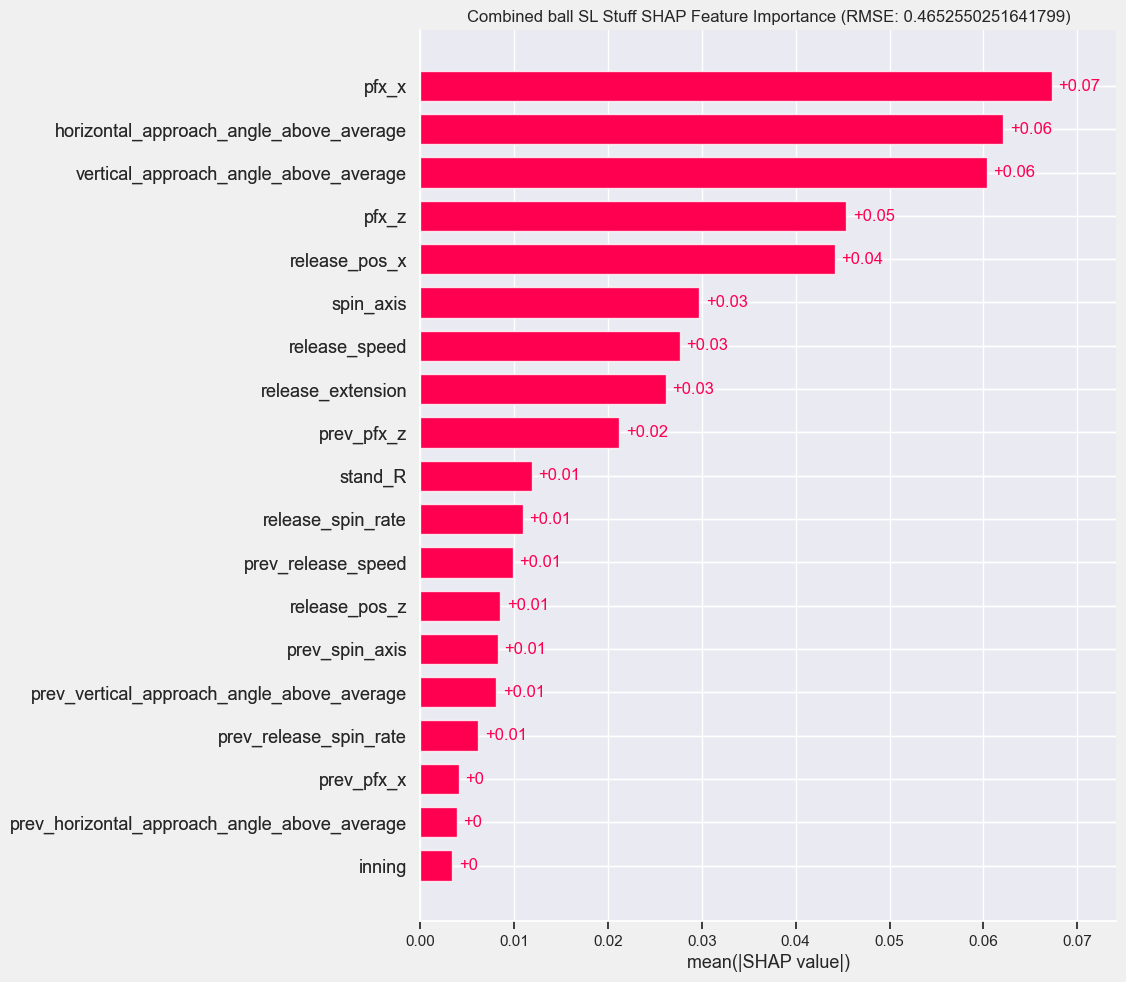 Combined ball SL Stuff SHAP Feature Importance (RMSE: 0.4652550251641799)
pfx_x +0.07
horizontal_approach_angle_above_average +0.06
vertical_approach_angle_above_average +0.06
pfx_z +0.05
release_pos_x +0.04
spin_axis +0.03
release_speed +0.03
release_extension +0.03
prev_pfx_z +0.02
stand_R +0.01
release_spin_rate +0.01
prev_release_speed +0.01
release_pos_z +0.01
prev_spin_axis +0.01
prev_vertical_approach_angle_above_average +0.01
prev_release_spin_rate +0.01
prev_pfx_x +0
prev_horizontal_approach_angle_above_average +0
inning +0
0.00 0.01 0.02 0.03 0.04 0.05 0.06 0.07
mean(|SHAP value|)